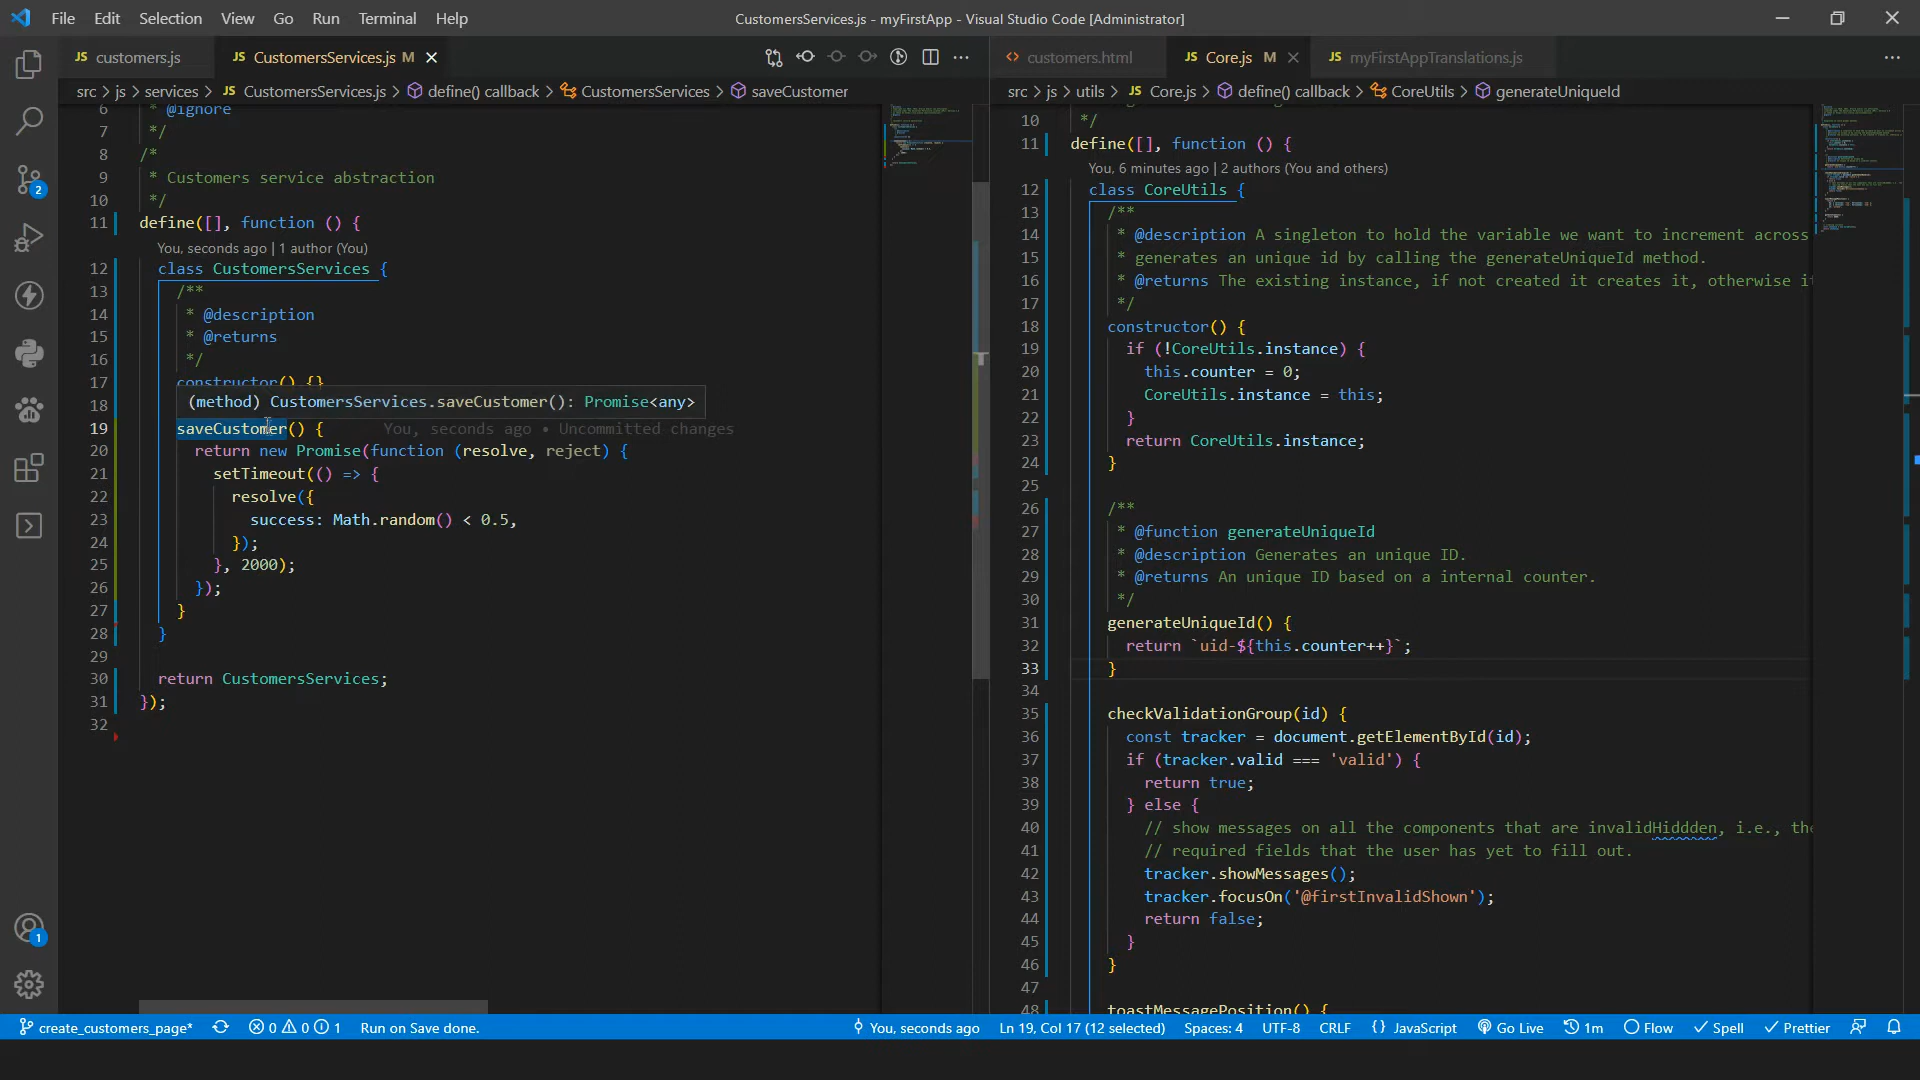 File Edit Selection View Go Run Terminal Help
CustomersServices.js - myFirstApp - Visual Studio Code [Administrator]
JS customers.js
JS CustomersServices.js M
src > js > services > JS CustomersServices.js > define() callback > CustomersServices > saveCustomer
6 * @ignore
7 */
8 /*
9 * Customers service abstraction
10 */
11 define([], function () {
You, seconds ago | 1 author (You)
12 class CustomersServices {
13 /**
14 * @description
15 * @returns
16 */
17 constructor() {}
18
(method) CustomersServices.saveCustomer(): Promise<any>
19 saveCustomer() { You, seconds ago • Uncommitted changes
20 return new Promise(function (resolve, reject) {
21 setTimeout(() => {
22 resolve({
23 success: Math.random() < 0.5,
24 });
25 }, 2000);
26 });
27 }
28 }
29
30 return CustomersServices;
31 });
32
customers.html
JS Core.js M
JS myFirstAppTranslations.js
src > js > utils > JS Core.js > define() callback > CoreUtils > generateUniqueId
10 */
11 define([], function () {
You, 6 minutes ago | 2 authors (You and others)
12 class CoreUtils {
13 /**
14 * @description A singleton to hold the variable we want to increment across
15 * generates an unique id by calling the generateUniqueId method.
16 * @returns The existing instance, if not created it creates it, otherwise i
17 */
18 constructor() {
19 if (!CoreUtils.instance) {
20 this.counter = 0;
21 CoreUtils.instance = this;
22 }
23 return CoreUtils.instance;
24 }
25
26 /**
27 * @function generateUniqueId
28 * @description Generates an unique ID.
29 * @returns An unique ID based on a internal counter.
30 */
31 generateUniqueId() {
32 return `uid-${this.counter++}`;
33 }
34
35 checkValidationGroup(id) {
36 const tracker = document.getElementById(id);
37 if (tracker.valid === 'valid') {
38 return true;
39 } else {
40 // show messages on all the components that are invalidHiddden, i.e., the
41 // required fields that the user has yet to fill out.
42 tracker.showMessages();
43 tracker.focusOn('@firstInvalidShown');
44 return false;
45 }
46 }
47
48 toastMessagePosition() {
2
1
create_customers_page* 0 0 1 Run on Save done. You, seconds ago Ln 19, Col 17 (12 selected) Spaces: 4 UTF-8 CRLF {} JavaScript Go Live 1m Flow Spell Prettier